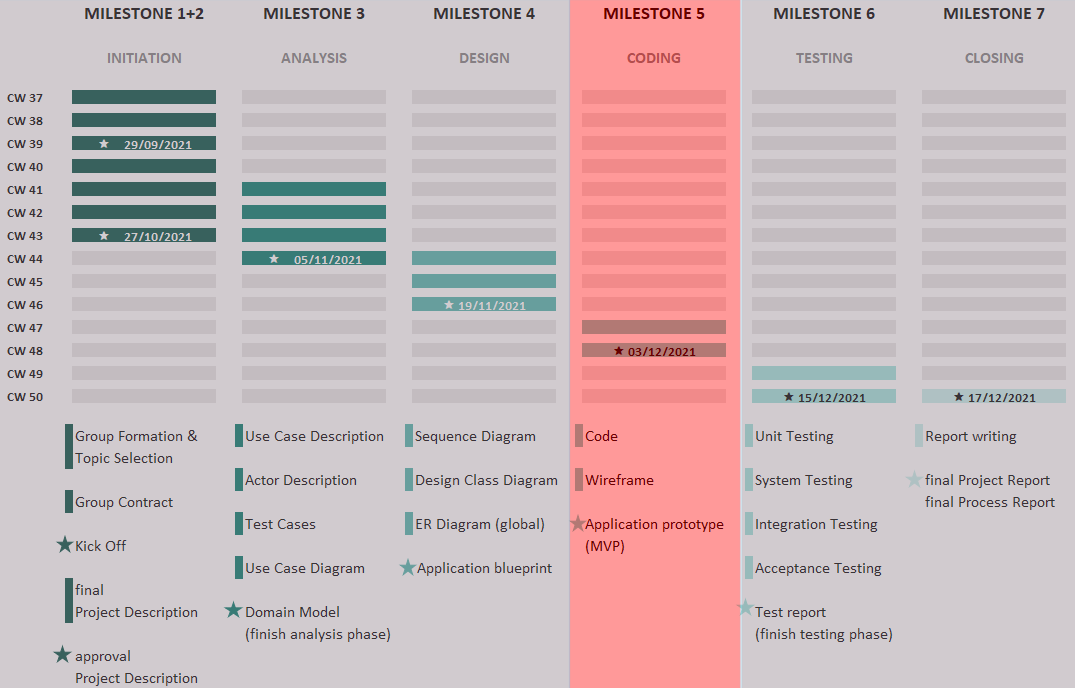 MILESTONE 1+2
MILESTONE 3
MILESTONE 4
MILESTONE 5
MILESTONE 6
MILESTONE 7
INITIATION
ANALYSIS
DESIGN
CODING
TESTING
CLOSING
CW 37
CW 38
CW 39
★ 29/09/2021
CW 40
CW 41
CW 42
CW 43
★ 27/10/2021
CW 44
★ 05/11/2021
CW 45
CW 46
★ 19/11/2021
CW 47
CW 48
★ 03/12/2021
CW 49
CW 50
★ 15/12/2021
★ 17/12/2021
Group Formation &
Topic Selection
Group Contract
★ Kick Off
final
Project Description
★ approval
Project Description
Use Case Description
Actor Description
Test Cases
Use Case Diagram
★ Domain Model
(finish analysis phase)
Sequence Diagram
Design Class Diagram
ER Diagram (global)
★ Application blueprint
Code
Wireframe
★ Application prototype
(MVP)
Unit Testing
System Testing
Integration Testing
Acceptance Testing
★ Test report
(finish testing phase)
Report writing
★ final Project Report
final Process Report